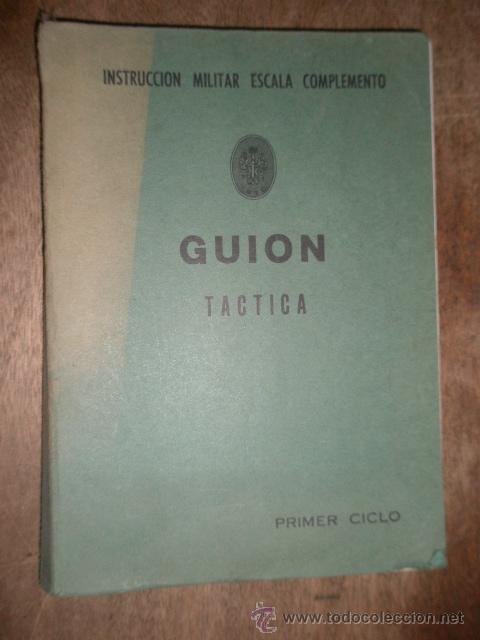 INSTRUCCION MILITAR ESCALA COMPLEMENTO
GUION
TACTICA
PRIMER CICLO
www.todocoleccion.net